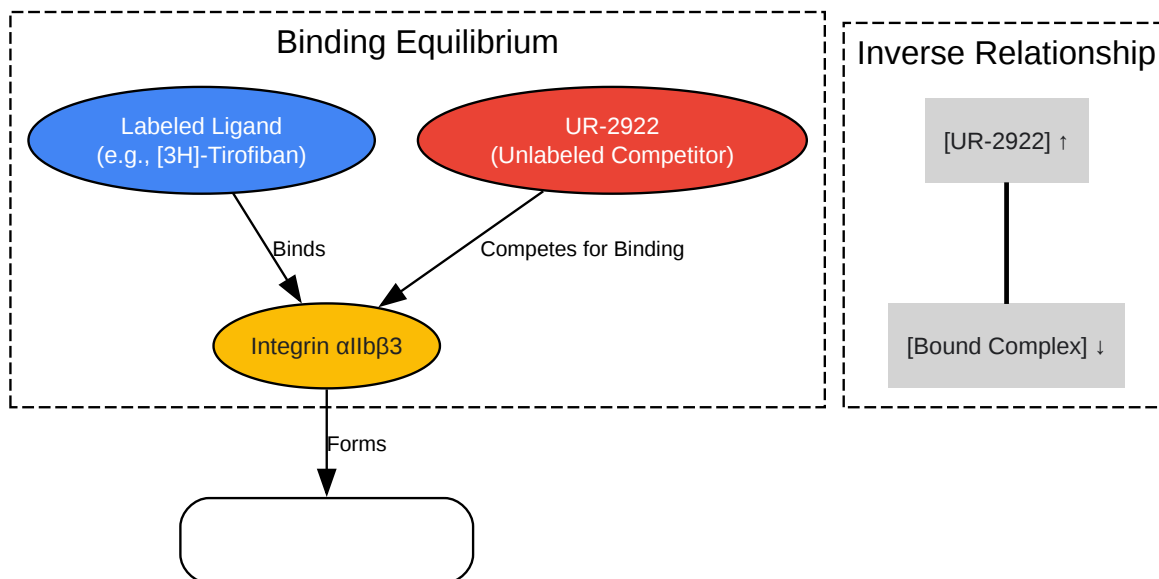 Binding Equilibrium
Labeled Ligand
(e.g., [3H]-Tirofiban)
UR-2922
(Unlabeled Competitor)
Binds
Competes for Binding
Integrin αIIbβ3
Forms
Inverse Relationship
[UR-2922] ↑
[Bound Complex] ↓